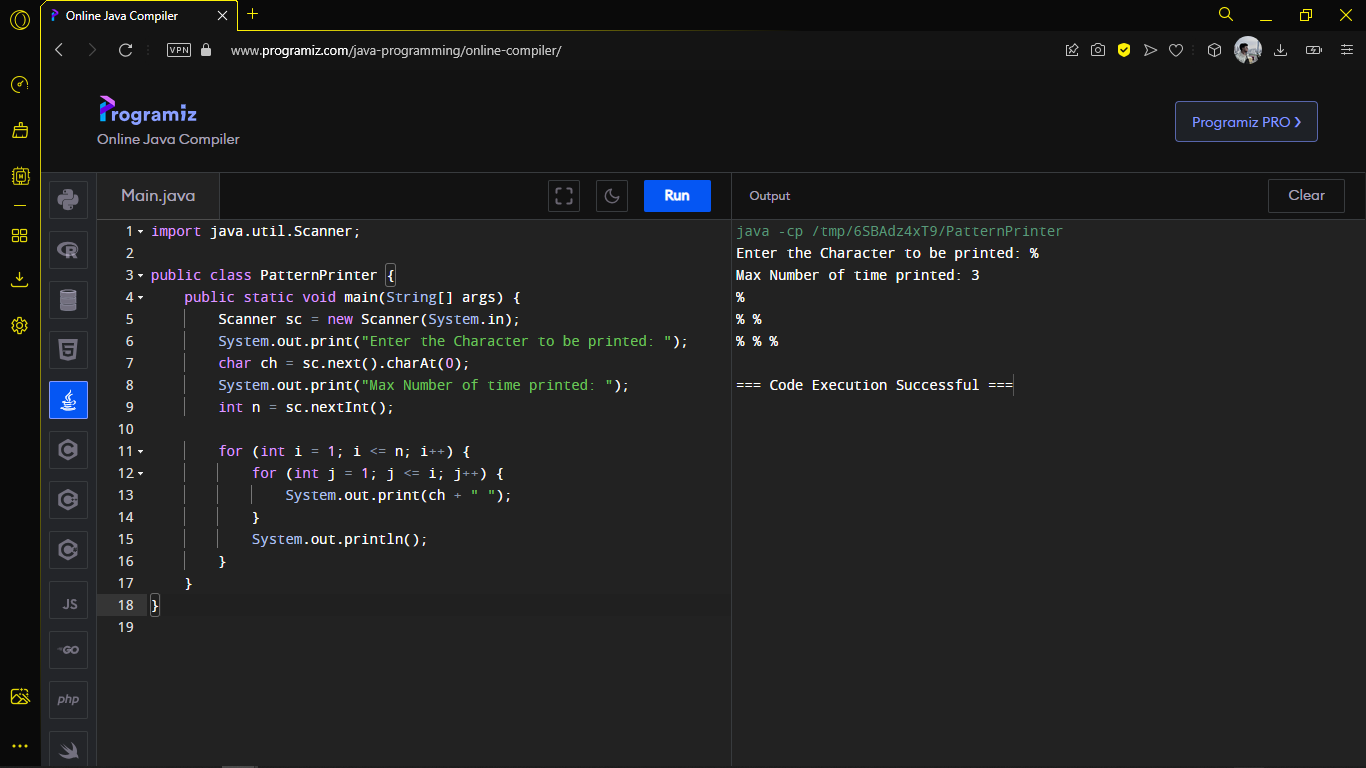 Online Java Compiler
VPN
www.programiz.com/java-programming/online-compiler/
Programiz
Online Java Compiler
Programiz PRO ❯
Main.java
Run
Output
Clear
1 import java.util.Scanner;
2
3 public class PatternPrinter {
4     public static void main(String[] args) {
5         Scanner sc = new Scanner(System.in);
6         System.out.print("Enter the Character to be printed: ");
7         char ch = sc.next().charAt(0);
8         System.out.print("Max Number of time printed: ");
9         int n = sc.nextInt();
10
11         for (int i = 1; i <= n; i++) {
12             for (int j = 1; j <= i; j++) {
13                 System.out.print(ch + " ");
14             }
15             System.out.println();
16         }
17     }
18 }
19
java -cp /tmp/6SBAdz4xT9/PatternPrinter
Enter the Character to be printed: %
Max Number of time printed: 3
%
% %
% % %
=== Code Execution Successful ===
M
R
5
C
C
C
JS
GO
php